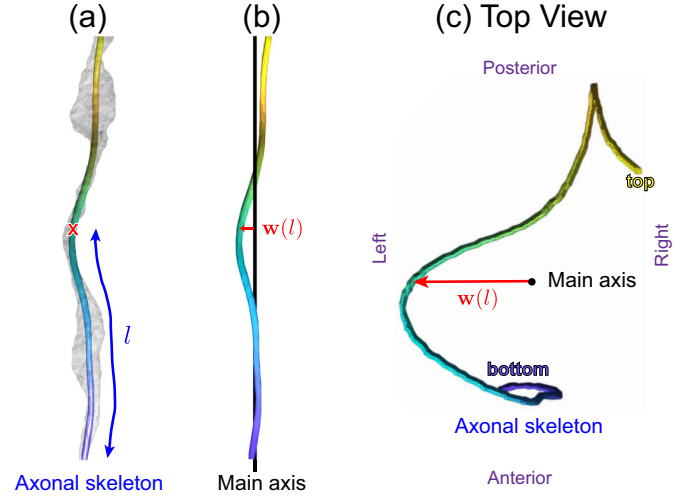 (a)
(b)
(c) Top View
Posterior
top
Left
Right
x
w(l)
Main axis
w(l)
l
bottom
Axonal skeleton
Axonal skeleton
Main axis
Anterior